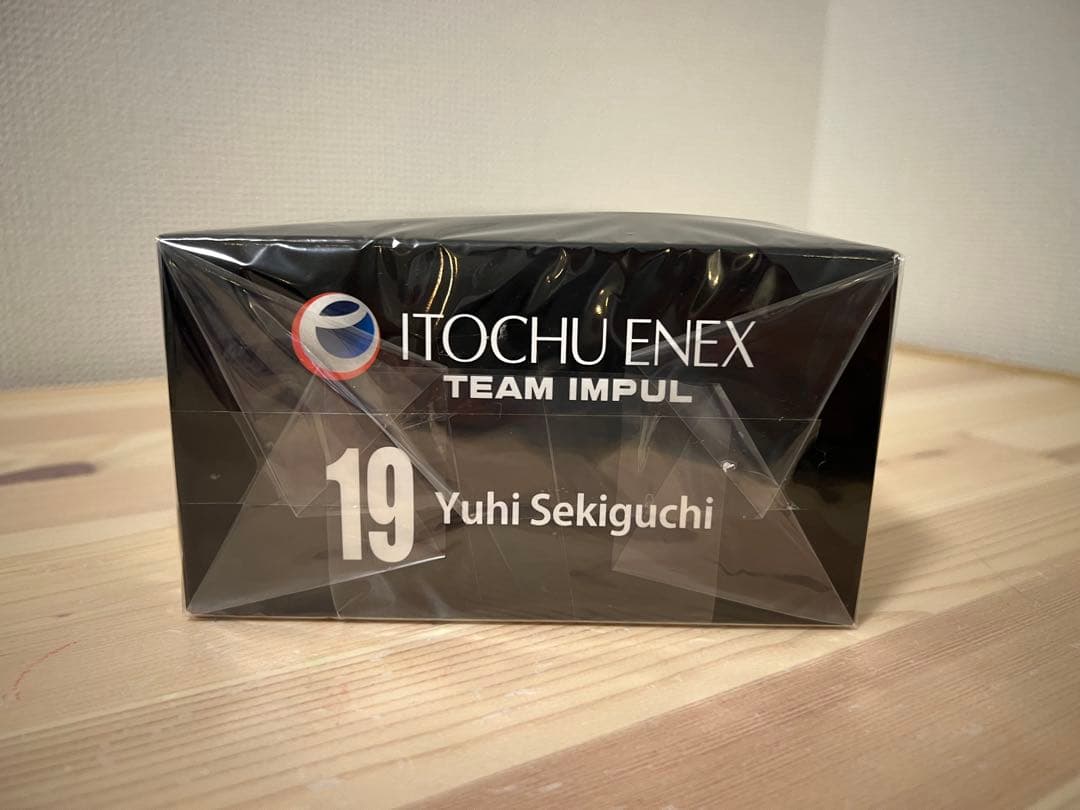 ITOCHU ENEX
TEAM IMPUL
19 Yuhi Sekiguchi